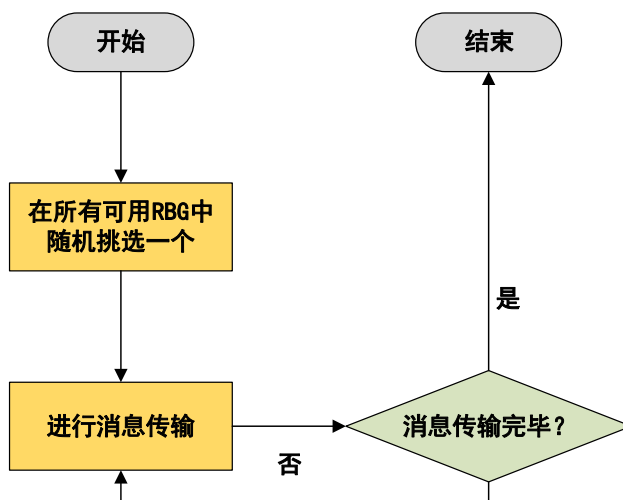 开始
结束
在所有可用RBG中
随机挑选一个
是
进行消息传输
消息传输完毕？
否